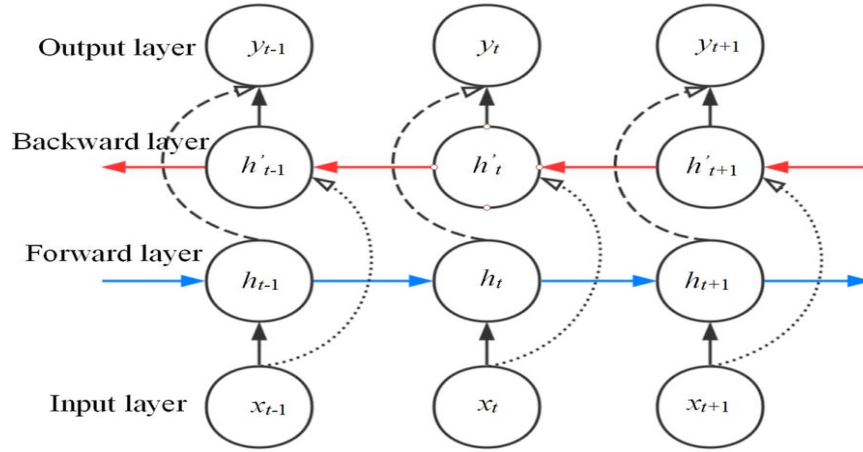 Output layer y_{t-1} y_t y_{t+1}
Backward layer h'_{t-1} h'_t h'_{t+1}
Forward layer h_{t-1} h_t h_{t+1}
Input layer x_{t-1} x_t x_{t+1}